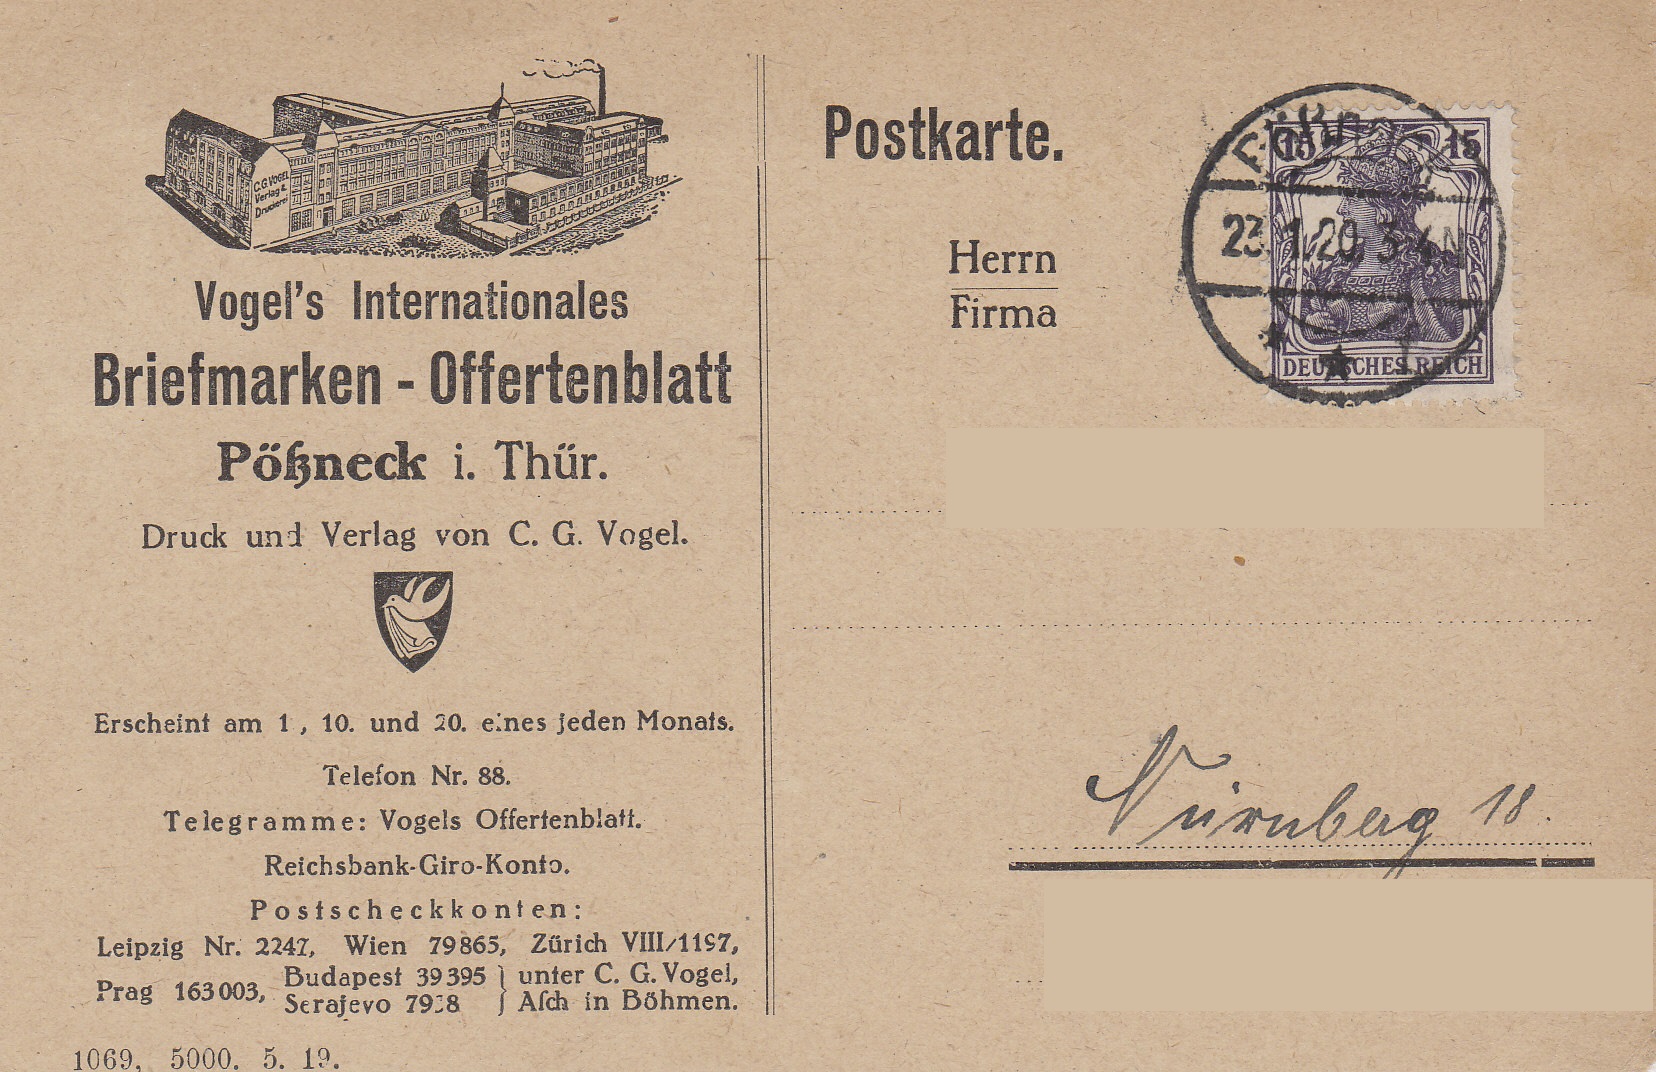 C. G. VOGEL
Verlag &
Druckerei
Vogel's Internationales
Briefmarken - Offertenblatt
Pößneck i. Thür.
Druck und Verlag von C. G. Vogel.
Erscheint am 1, 10. und 20. eines jeden Monats.
Telefon Nr. 88.
Telegramme: Vogels Offertenblatt.
Reichsbank-Giro-Konto.
Postscheckkonten:
Leipzig Nr. 2247, Wien 79865, Zürich VIII/1197,
Prag 163003, Budapest 39395 } unter C. G. Vogel,
Serajevo 79 8 } Aſch in Böhmen.
1069, 5000. 5. 19.
Postkarte.
15 15
23.1.20 3-4N
DEUTSCHES REICH
Herrn
Firma
Nürnberg 18.